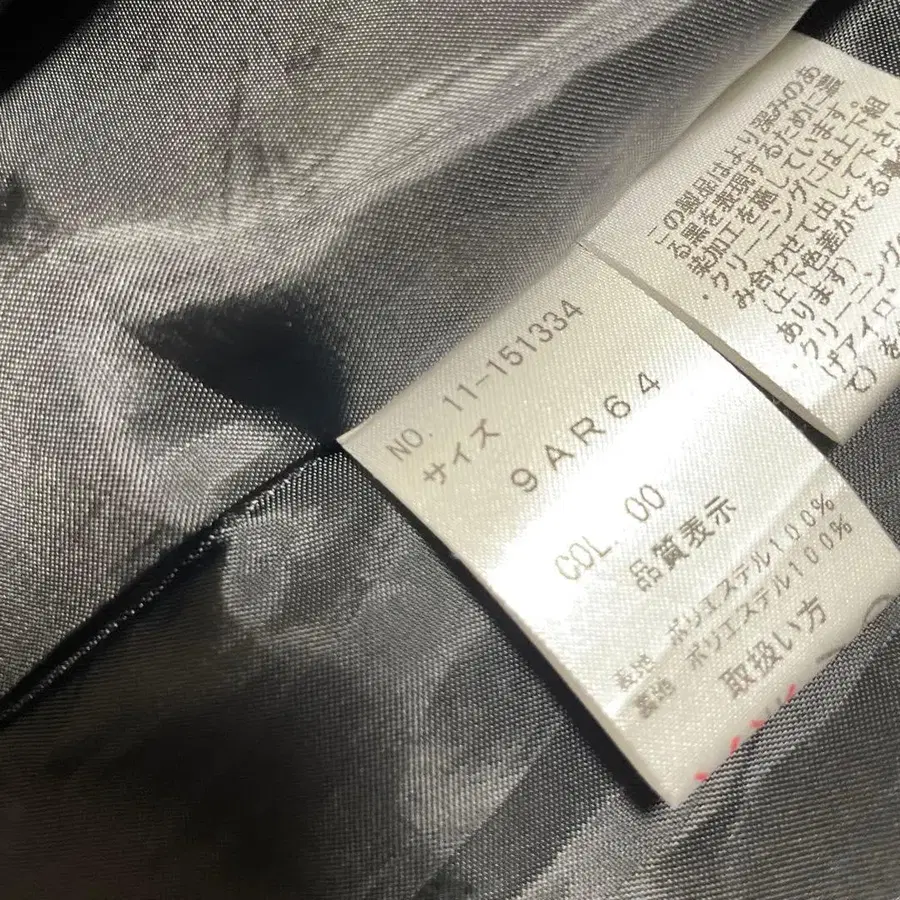 NO. 11-151334
サイズ
9AR64
COL. 00
品質表示
表地 ポリエステル100%
裏地 ポリエステル100%
取扱い方
この製品はより深みのあ
る黒を表現するために濃
染加工を施しています。
・クリーニングには上下組
み合わせて出して下さ
(上下色差がでる
あります)
・クリーニング
げアイロ